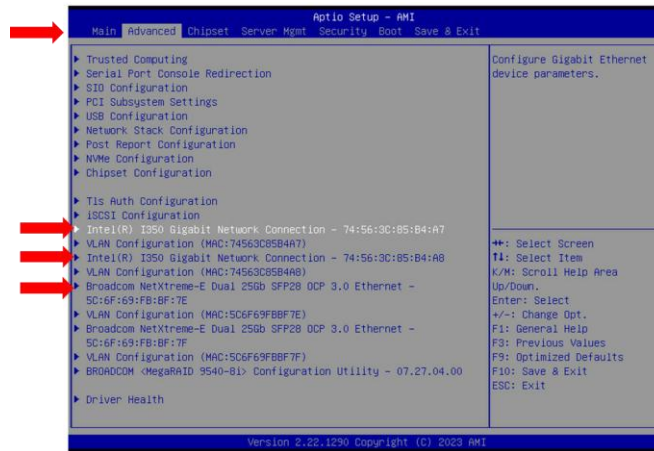 Aptio Setup – AMI
Main Advanced Chipset Server Mgmt Security Boot Save & Exit
Trusted Computing
Serial Port Console Redirection
SIO Configuration
PCI Subsystem Settings
USB Configuration
Network Stack Configuration
Post Report Configuration
NVMe Configuration
Chipset Configuration
Tls Auth Configuration
iSCSI Configuration
Intel(R) I350 Gigabit Network Connection – 74:56:3C:85:B4:A7
VLAN Configuration (MAC:74563C85B4A7)
Intel(R) I350 Gigabit Network Connection – 74:56:3C:85:B4:A8
VLAN Configuration (MAC:74563C85B4A8)
Broadcom NetXtreme-E Dual 25Gb SFP28 OCP 3.0 Ethernet –
5C:6F:69:FB:BF:7E
VLAN Configuration (MAC:5C6F69FBBF7E)
Broadcom NetXtreme-E Dual 25Gb SFP28 OCP 3.0 Ethernet –
5C:6F:69:FB:BF:7F
VLAN Configuration (MAC:5C6F69FBBF7F)
BROADCOM <MegaRAID 9540-8i> Configuration Utility – 07.27.04.00
Driver Health
Configure Gigabit Ethernet
device parameters.
→←: Select Screen
↑↓: Select Item
K/M: Scroll Help Area
Up/Down.
Enter: Select
+/-: Change Opt.
F1: General Help
F3: Previous Values
F9: Optimized Defaults
F10: Save & Exit
ESC: Exit
Version 2.22.1290 Copyright (C) 2023 AMI